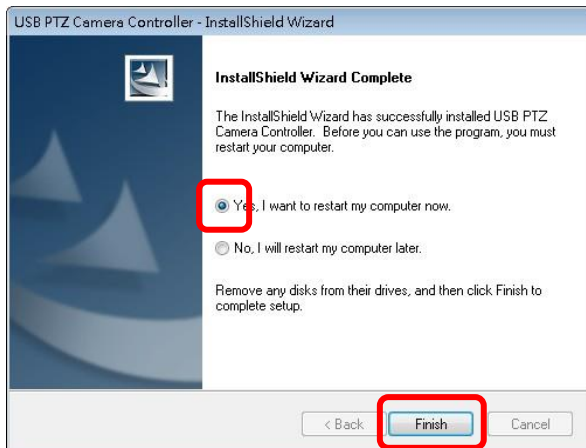 USB PTZ Camera Controller - InstallShield Wizard
InstallShield Wizard Complete
The InstallShield Wizard has successfully installed USB PTZ
Camera Controller. Before you can use the program, you must
restart your computer.
Yes, I want to restart my computer now.
No, I will restart my computer later.
Remove any disks from their drives, and then click Finish to
complete setup.
< Back
Finish
Cancel